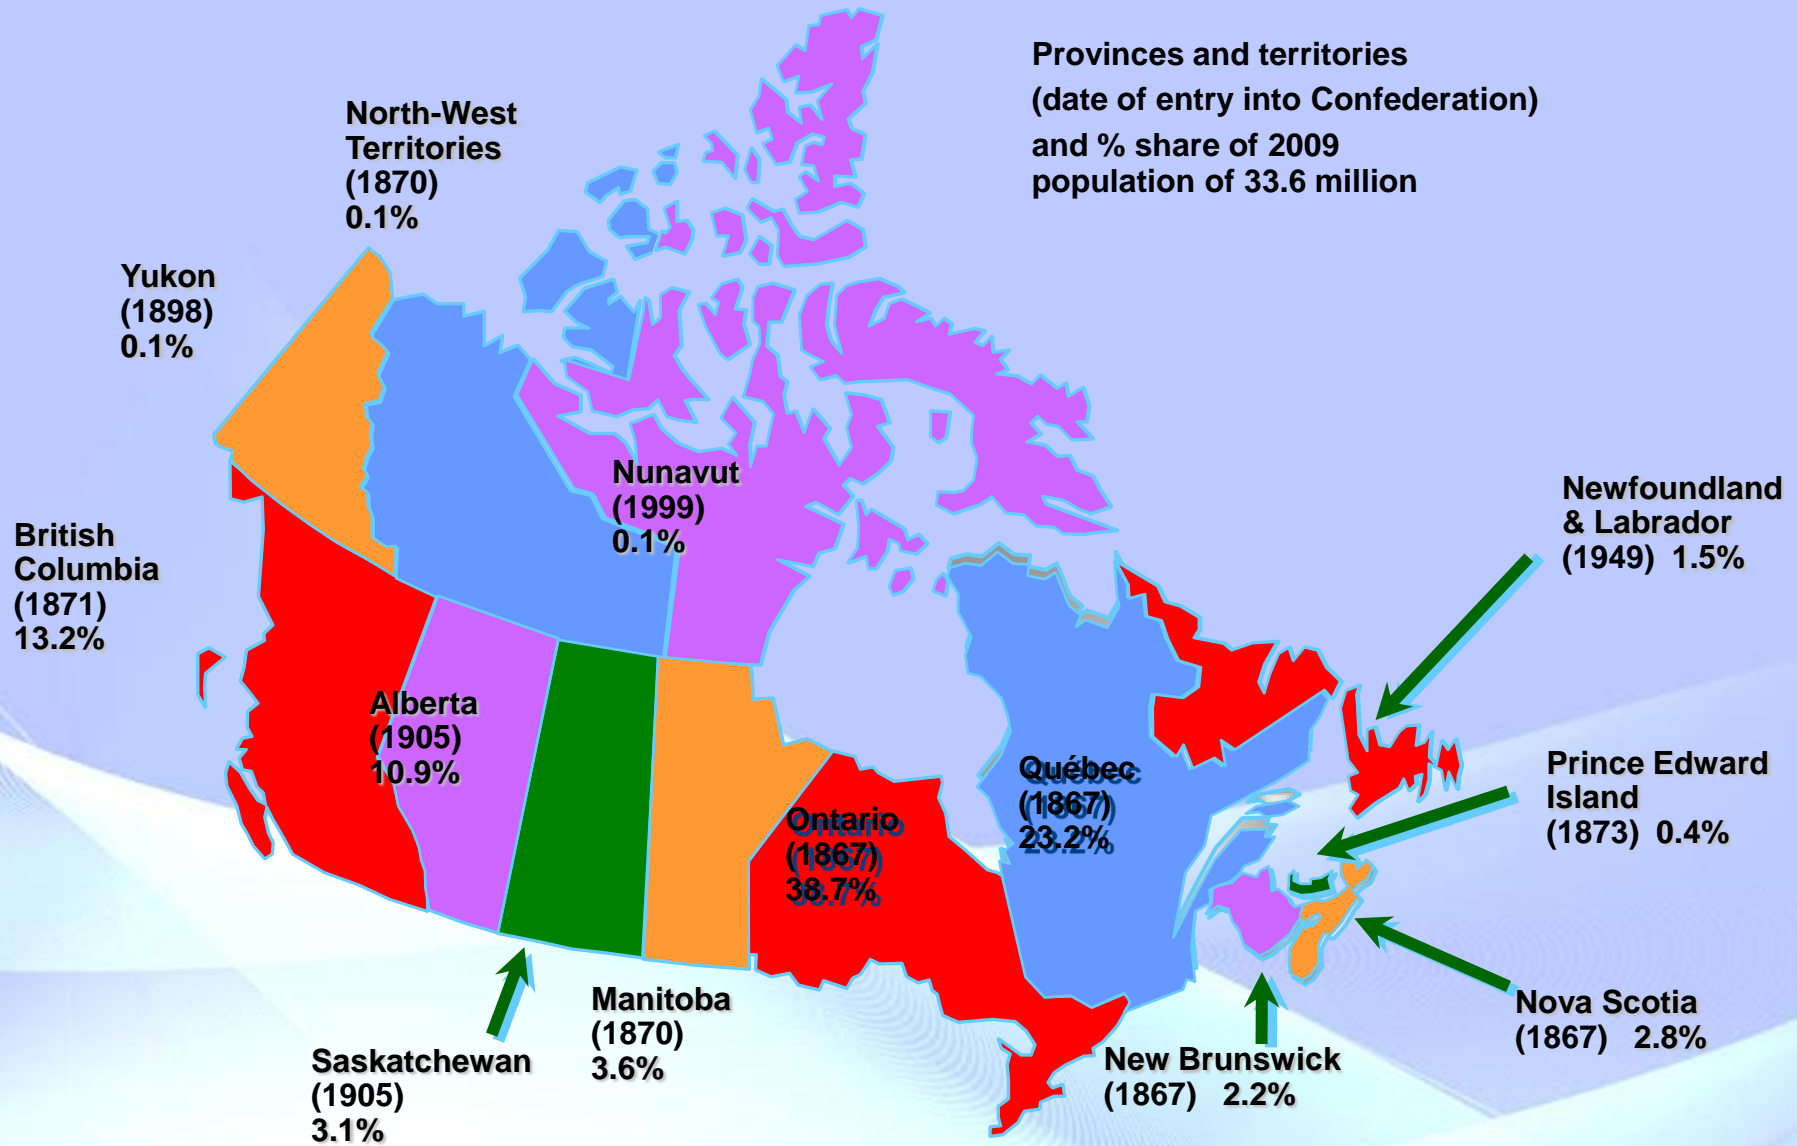 Provinces and territories
(date of entry into Confederation)
and % share of 2009
population of 33.6 million
North-West
Territories
(1870)
0.1%
Yukon
(1898)
0.1%
Nunavut
(1999)
0.1%
British
Columbia
(1871)
13.2%
Newfoundland
& Labrador
(1949) 1.5%
Alberta
(1905)
10.9%
Québec
(1867)
23.2%
Prince Edward
Island
(1873) 0.4%
Ontario
(1867)
38.7%
Manitoba
(1870)
3.6%
Nova Scotia
(1867) 2.8%
Saskatchewan
(1905)
3.1%
New Brunswick
(1867) 2.2%